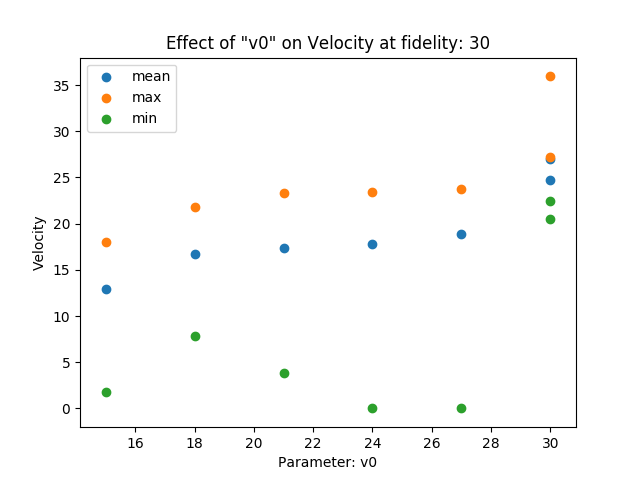 Effect of "v0" on Velocity at fidelity: 30
mean
max
min
Velocity
35
30
25
20
15
10
5
0
16 18 20 22 24 26 28 30
Parameter: v0